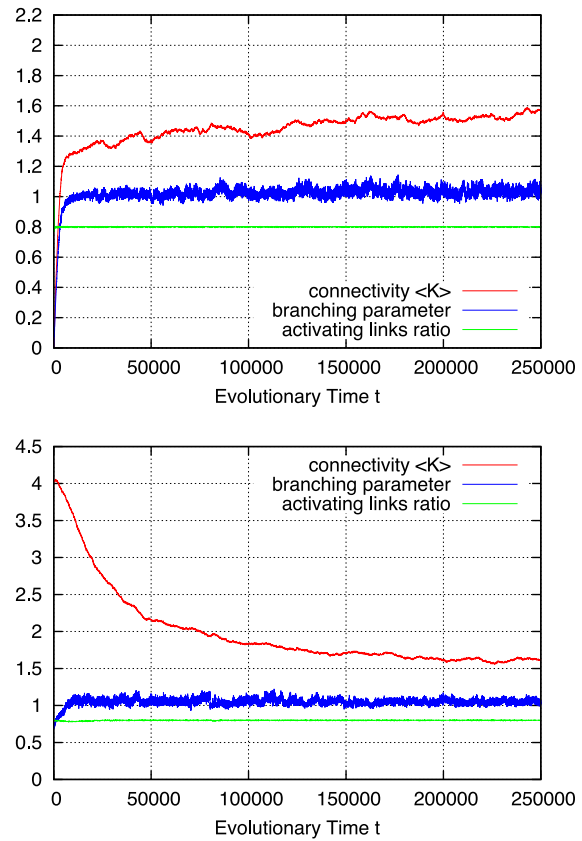 2.2
2
1.8
1.6
1.4
1.2
1
0.8
0.6
0.4
0.2
0
connectivity <K>
branching parameter
activating links ratio
0 50000 100000 150000 200000 250000
Evolutionary Time t
4.5
4
3.5
3
2.5
2
1.5
1
0.5
0
connectivity <K>
branching parameter
activating links ratio
0 50000 100000 150000 200000 250000
Evolutionary Time t